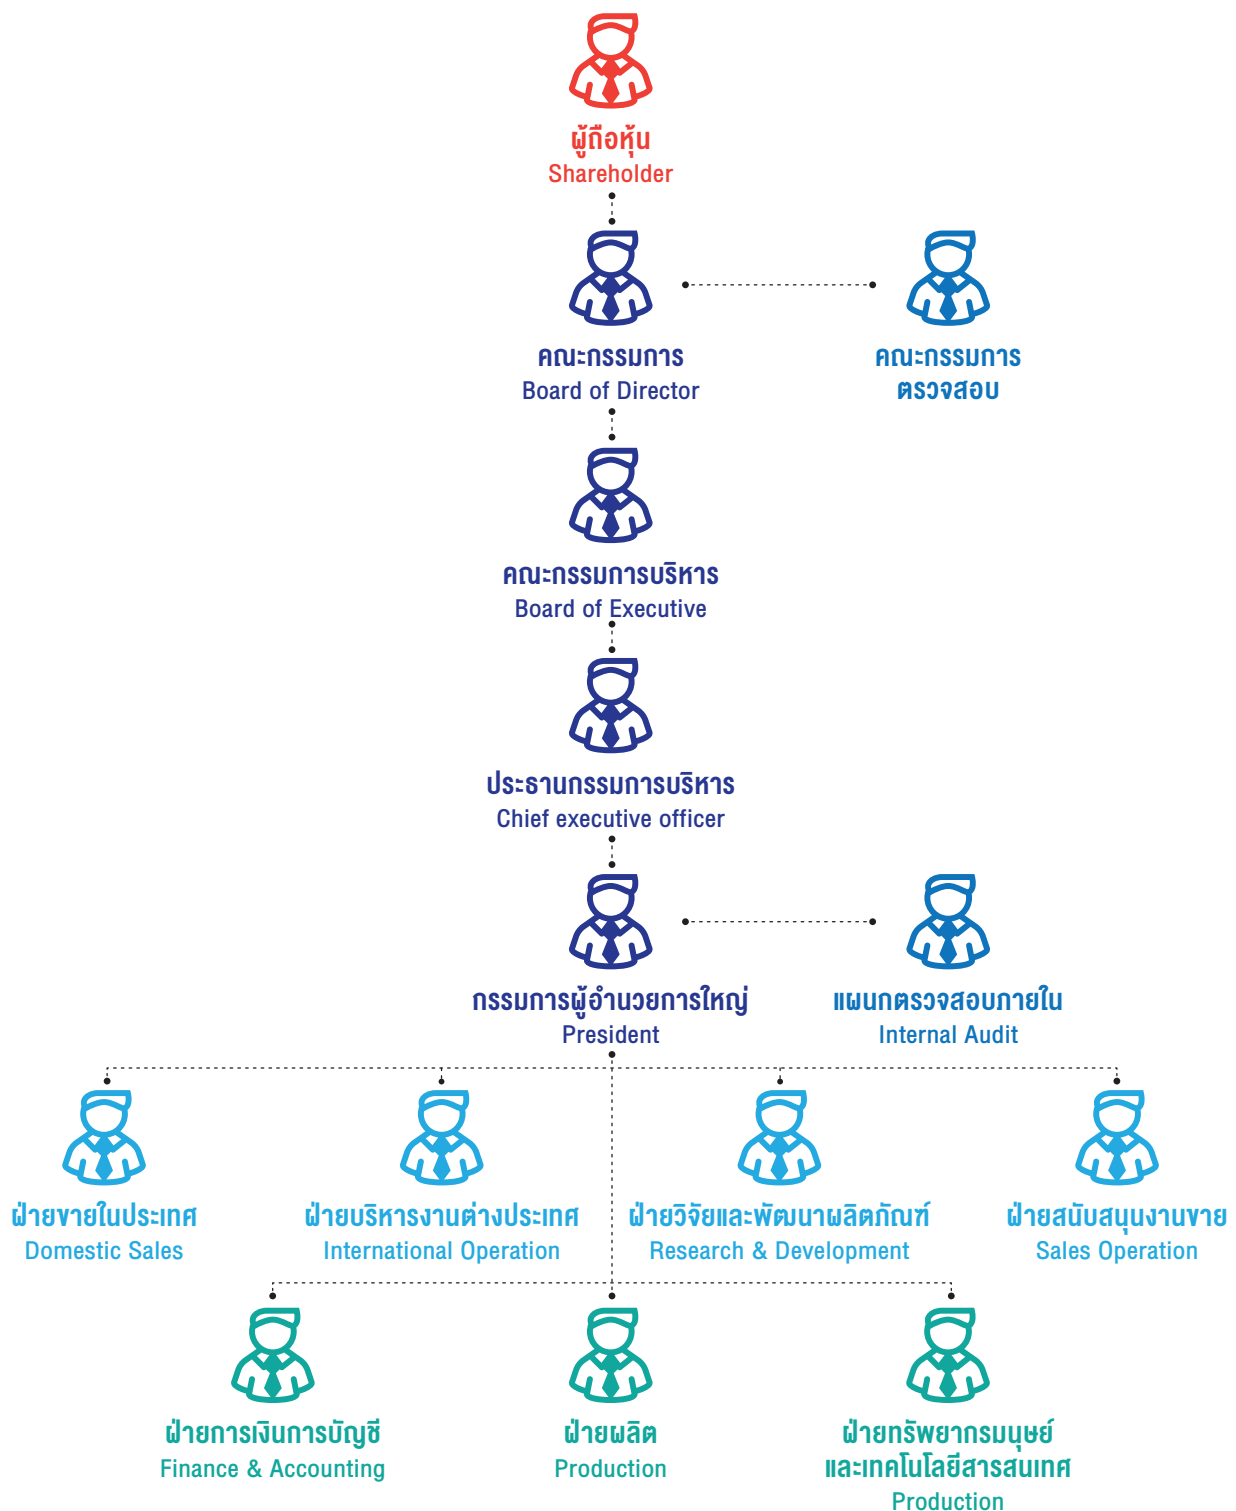 ผู้ถือหุ้น
Shareholder
คณะกรรมการ
Board of Director
คณะกรรมการ
ตรวจสอบ
คณะกรรมการบริหาร
Board of Executive
ประธานกรรมการบริหาร
Chief executive officer
กรรมการผู้อำนวยการใหญ่
President
แผนกตรวจสอบภายใน
Internal Audit
ฝ่ายขายในประเทศ
Domestic Sales
ฝ่ายบริหารงานต่างประเทศ
International Operation
ฝ่ายวิจัยและพัฒนาผลิตภัณฑ์
Research & Development
ฝ่ายสนับสนุนงานขาย
Sales Operation
ฝ่ายการเงินการบัญชี
Finance & Accounting
ฝ่ายผลิต
Production
ฝ่ายทรัพยากรมนุษย์
และเทคโนโลยีสารสนเทศ
Production